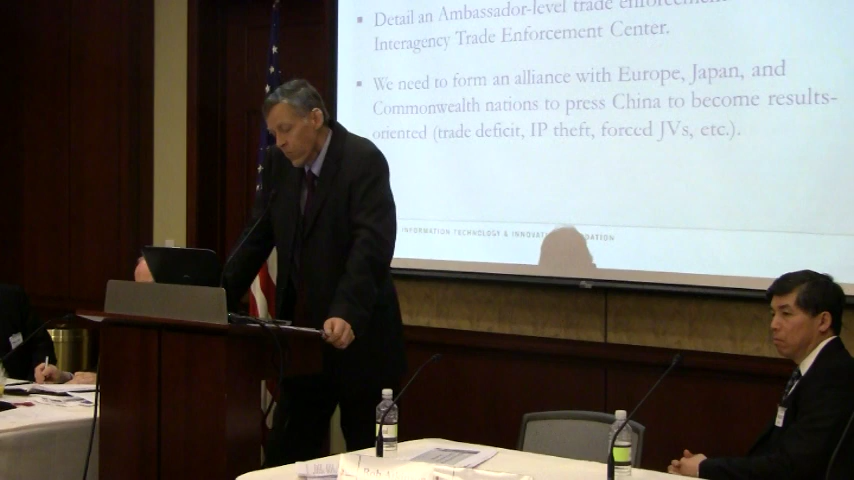 ▪ Detail an Ambassador-level trade enforcement
Interagency Trade Enforcement Center.
▪ We need to form an alliance with Europe, Japan, and
Commonwealth nations to press China to become results-
oriented (trade deficit, IP theft, forced JVs, etc.).
INFORMATION TECHNOLOGY & INNOVATION FOUNDATION